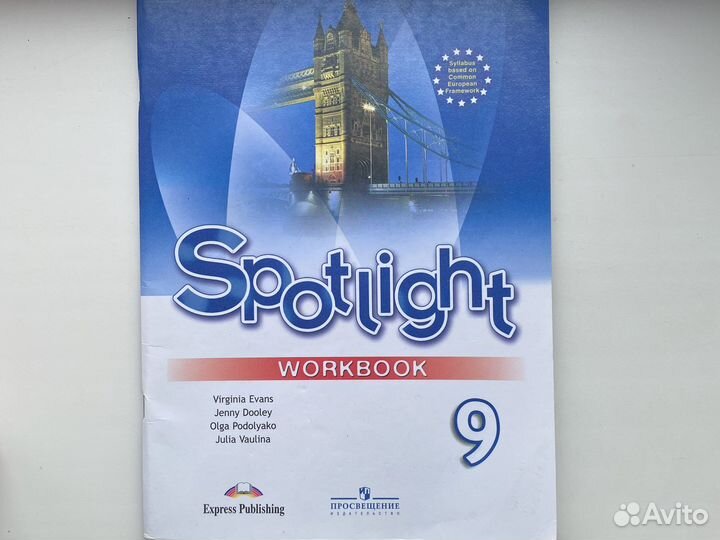 Syllabus
based on
Common
European
Framework
Spotlight
WORKBOOK
Virginia Evans
Jenny Dooley
Olga Podolyako
Julia Vaulina
9
Express Publishing
ПРОСВЕЩЕНИЕ
ИЗДАТЕЛЬСТВО
Avito